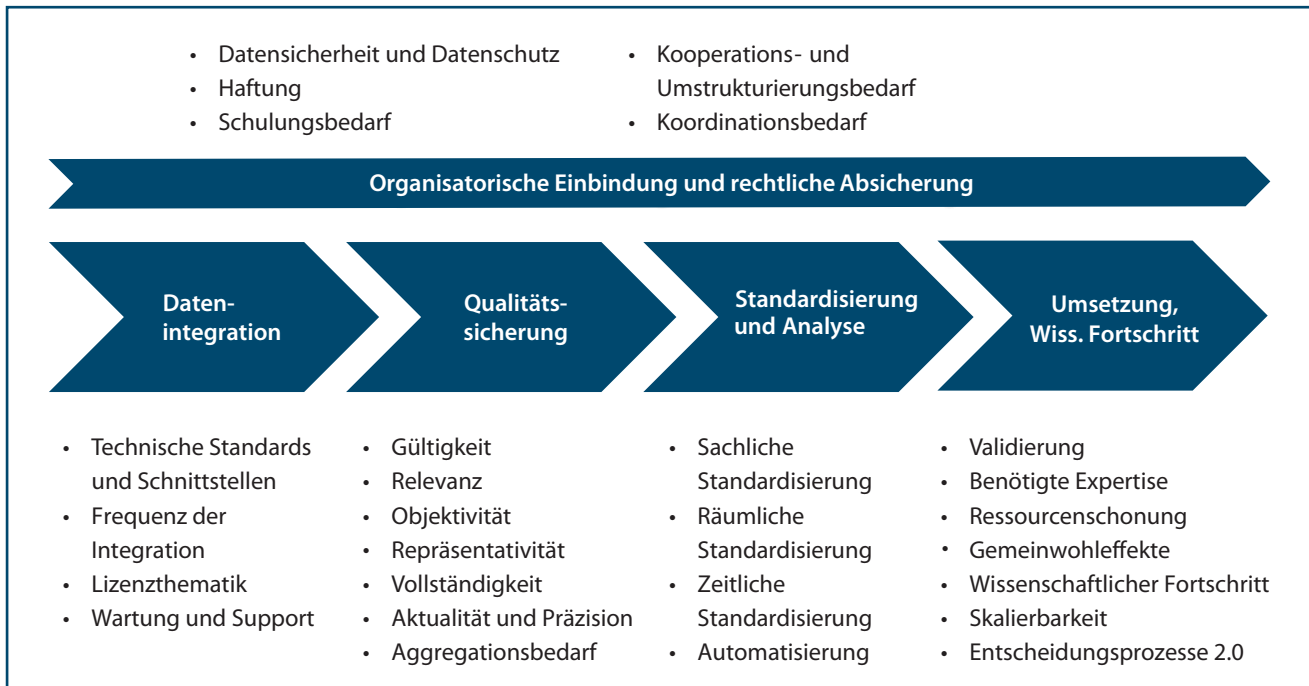 • Datensicherheit und Datenschutz
• Haftung
• Schulungsbedarf
• Kooperations- und
Umstrukturierungsbedarf
• Koordinationsbedarf
Organisatorische Einbindung und rechtliche Absicherung
Daten-
integration
Qualitäts-
sicherung
Standardisierung
und Analyse
Umsetzung,
Wiss. Fortschritt
• Technische Standards
und Schnittstellen
• Frequenz der
Integration
• Lizenzthematik
• Wartung und Support
• Gültigkeit
• Relevanz
• Objektivität
• Repräsentativität
• Vollständigkeit
• Aktualität und Präzision
• Aggregationsbedarf
• Sachliche
Standardisierung
• Räumliche
Standardisierung
• Zeitliche
Standardisierung
• Automatisierung
• Validierung
• Benötigte Expertise
• Ressourcenschonung
• Gemeinwohleffekte
• Wissenschaftlicher Fortschritt
• Skalierbarkeit
• Entscheidungsprozesse 2.0